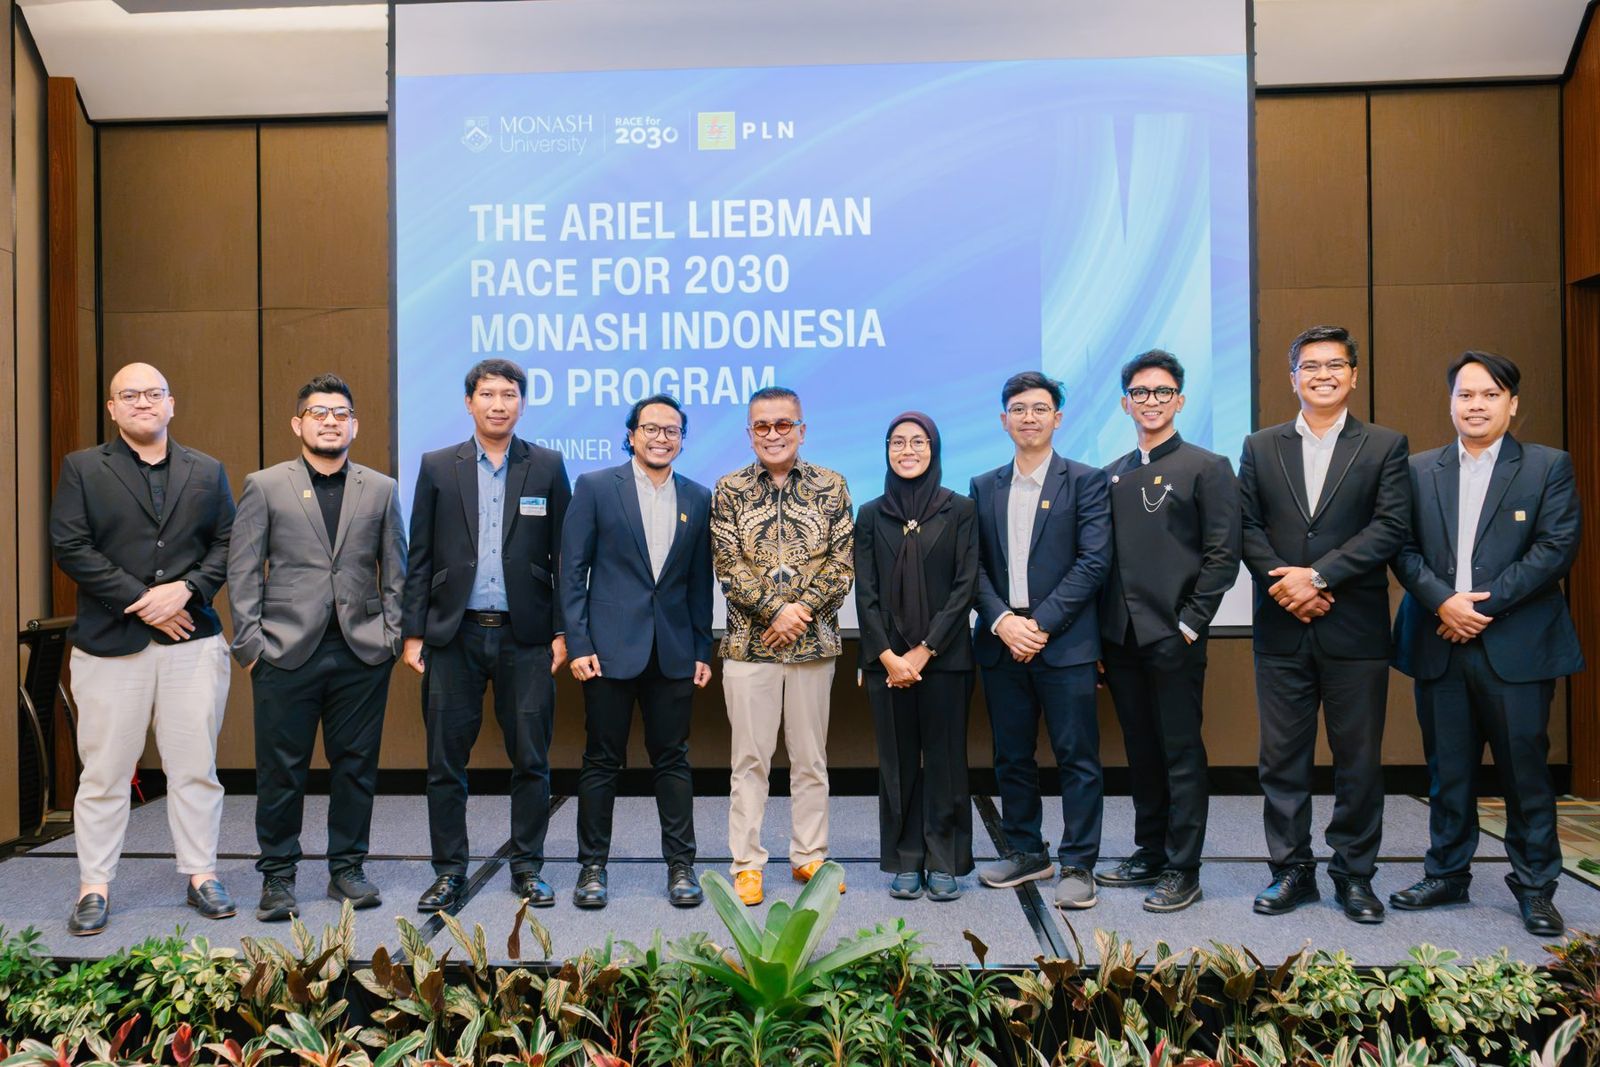 MONASH
University
RACE for
2030
PLN
THE ARIEL LIEBMAN
RACE FOR 2030
MONASH INDONESIA
D PROGRAM
DINNER